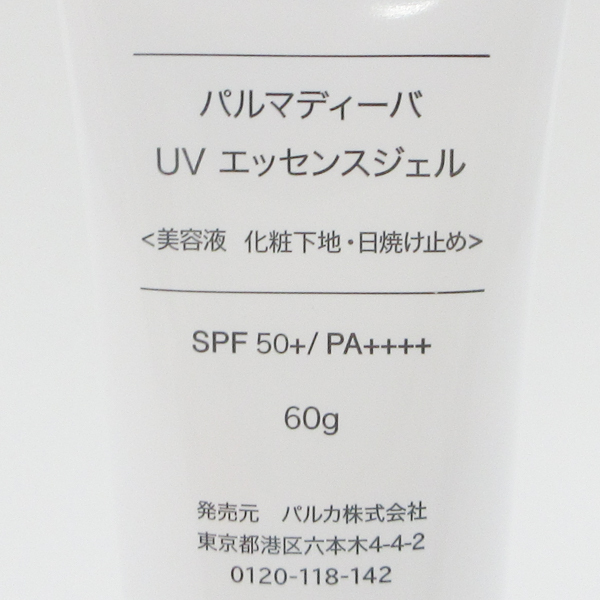 パルマディーバ
UV エッセンスジェル
<美容液 化粧下地・日焼け止め>
SPF 50+/ PA++++
60g
発売元 パルカ株式会社
東京都港区六本木4-4-2
0120-118-142